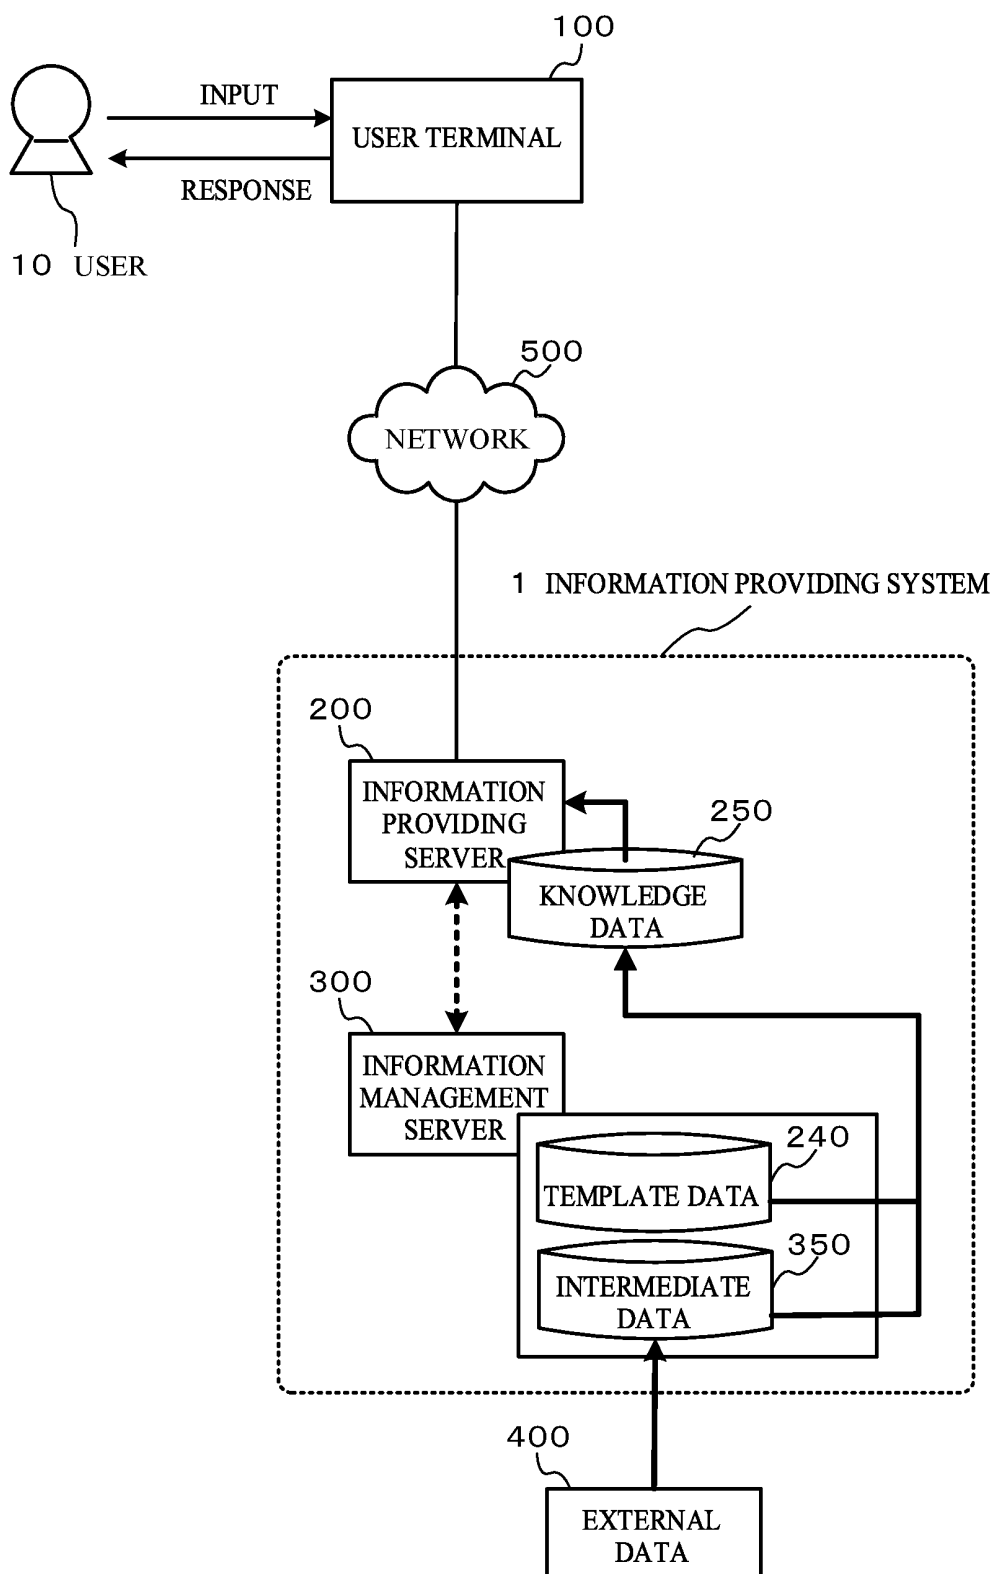 100
INPUT
USER TERMINAL
RESPONSE
10 USER
500
NETWORK
1 INFORMATION PROVIDING SYSTEM
200
INFORMATION
PROVIDING
SERVER
250
KNOWLEDGE
DATA
300
INFORMATION
MANAGEMENT
SERVER
240
TEMPLATE DATA
350
INTERMEDIATE
DATA
400
EXTERNAL
DATA